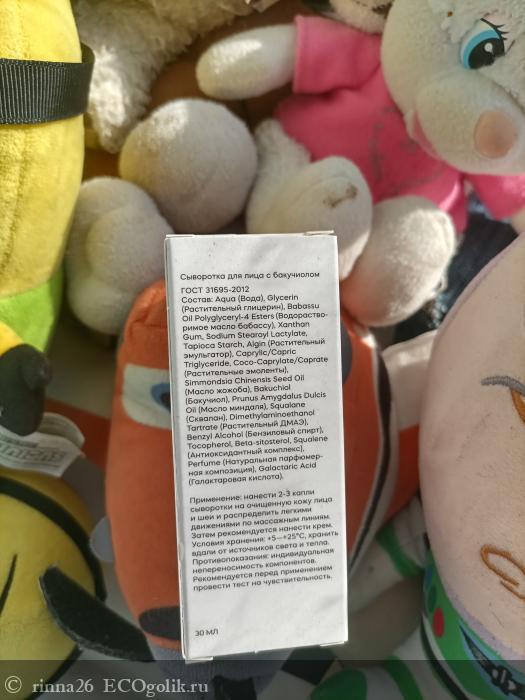 Сыворотка для лица с бакучиолом
ГОСТ 31695-2012
Состав: Aqua (Вода), Glycerin
(Растительный глицерин), Babassu
Oil Polyglyceryl-4 Esters (Водораство-
римое масло бабассу), Xanthan
Gum, Sodium Stearoyl Lactylate,
Tapioca Starch, Algin (Растительный
эмульгатор), Caprylic/Capric
Triglyceride, Coco-Caprylate/Caprate
(Растительные эмоленты),
Simmondsia Chinensis Seed Oil
(Масло жожоба), Bakuchiol
(Бакучиол), Prunus Amygdalus Dulcis
Oil (Масло миндаля), Squalane
(Сквалан), Dimethylaminoethanol
Tartrate (Растительный ДМАЭ),
Benzyl Alcohol (Бензиловый спирт),
Tocopherol, Beta-sitosterol, Squalene
(Антиоксидантный комплекс),
Perfume (Натуральная парфюмер-
ная композиция), Galactaric Acid
(Галактаровая кислота).
Применение: нанести 2-3 капли
сыворотки на очищенную кожу лица
и шеи и распределить легкими
движениями по массажным линиям.
Затем рекомендуется нанести крем.
Условия хранения: +5—+25°C, хранить
вдали от источников света и тепла.
Противопоказания: индивидуальная
непереносимость компонентов.
Рекомендуется перед применением
провести тест на чувствительность.
30 МЛ
© rinna26 ECOgolik.ru